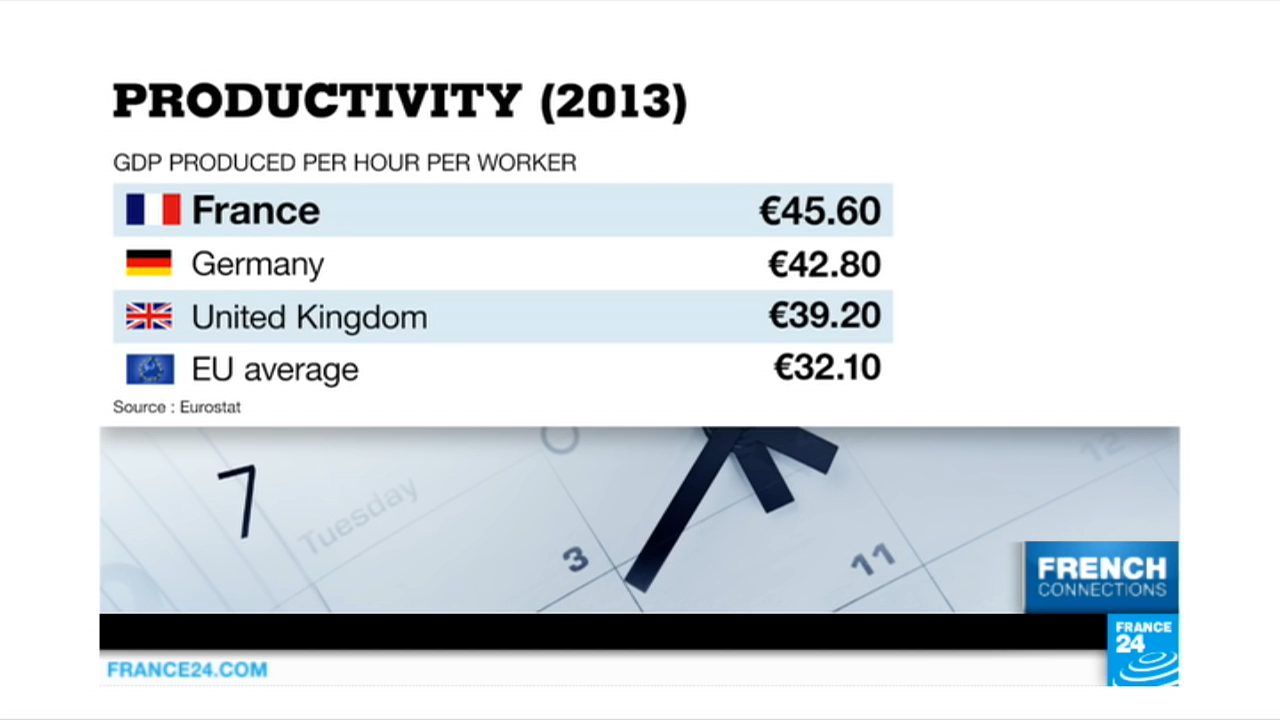 PRODUCTIVITY (2013)
GDP PRODUCED PER HOUR PER WORKER
France €45.60
Germany €42.80
United Kingdom €39.20
EU average €32.10
Source : Eurostat
7
Tuesday
3
11
12
FRENCH
CONNECTIONS
FRANCE
24
FRANCE24.COM